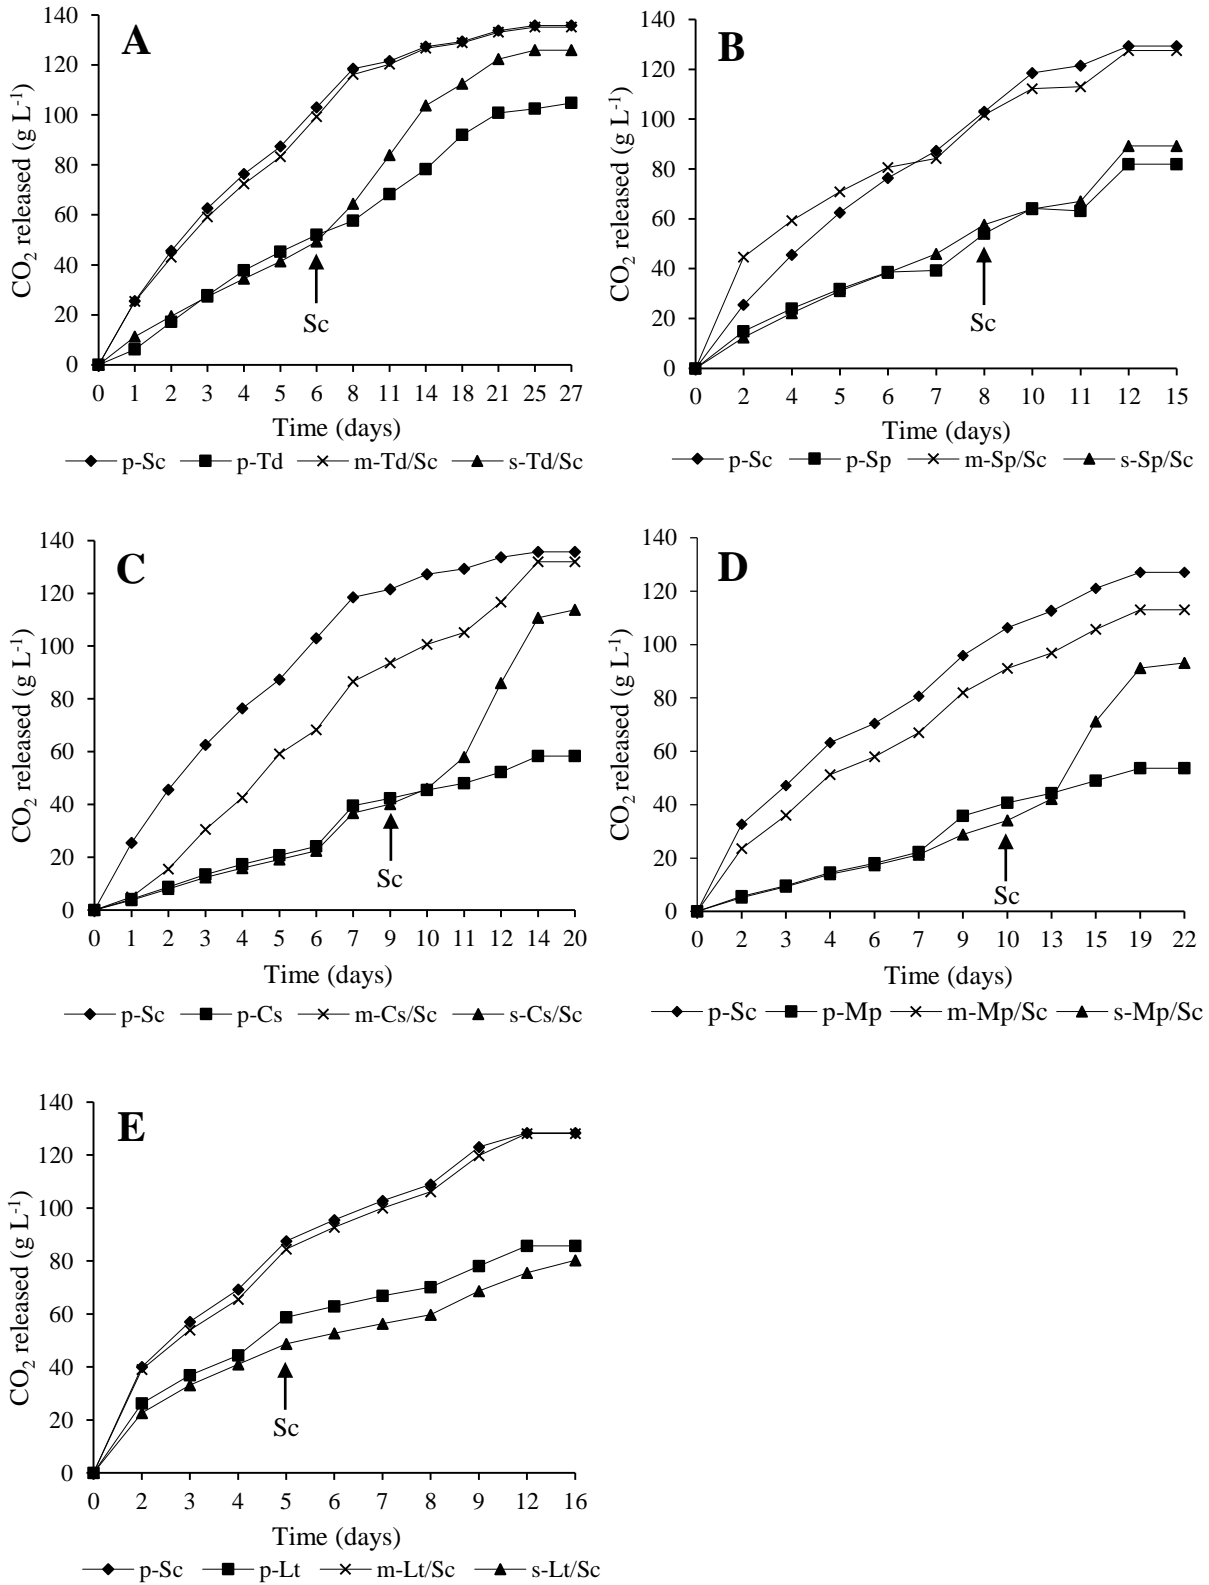 A
CO₂ released (g L⁻¹)
140
120
100
80
60
40
20
0
Sc
0 1 2 3 4 5 6 8 11 14 18 21 25 27
Time (days)
p-Sc p-Td m-Td/Sc s-Td/Sc
B
CO₂ released (g L⁻¹)
140
120
100
80
60
40
20
0
Sc
0 2 4 5 6 7 8 10 11 12 15
Time (days)
p-Sc p-Sp m-Sp/Sc s-Sp/Sc
C
CO₂ released (g L⁻¹)
140
120
100
80
60
40
20
0
Sc
0 1 2 3 4 5 6 7 9 10 11 12 14 20
Time (days)
p-Sc p-Cs m-Cs/Sc s-Cs/Sc
D
CO₂ released (g L⁻¹)
140
120
100
80
60
40
20
0
Sc
0 2 3 4 6 7 9 10 13 15 19 22
Time (days)
p-Sc p-Mp m-Mp/Sc s-Mp/Sc
E
CO₂ released (g L⁻¹)
140
120
100
80
60
40
20
0
Sc
0 2 3 4 5 6 7 8 9 12 16
Time (days)
p-Sc p-Lt m-Lt/Sc s-Lt/Sc